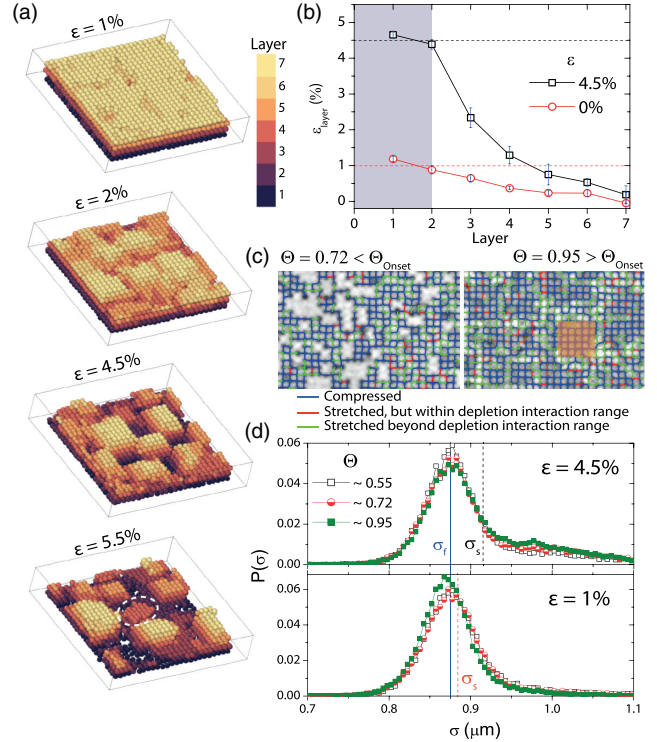 (a)
ε = 1%
Layer
7
6
5
4
3
2
1
ε = 2%
ε = 4.5%
ε = 5.5%
(b)
ε_layer (%)
5
4
3
2
1
0
ε
4.5%
0%
0 1 2 3 4 5 6 7
Layer
(c)
Θ = 0.72 < Θ_Onset
Θ = 0.95 > Θ_Onset
Compressed
Stretched, but within depletion interaction range
Stretched beyond depletion interaction range
(d)
P(σ)
0.06
0.04
0.02
0.00
Θ
~ 0.55
~ 0.72
~ 0.95
ε = 4.5%
σ_f
σ_s
0.06
0.04
0.02
0.00
ε = 1%
σ_s
0.7 0.8 0.9 1.0 1.1
σ (μm)